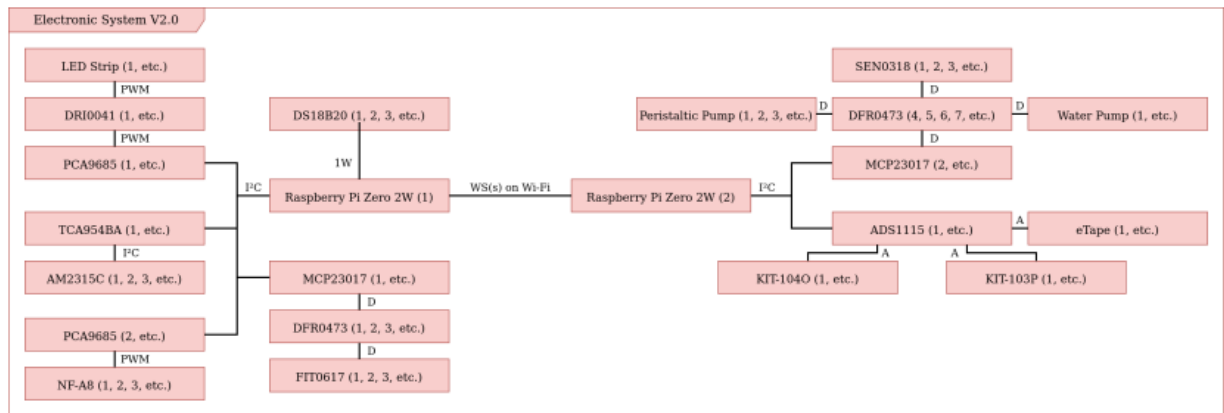 Electronic System V2.0
LED Strip (1, etc.)
PWM
DRI0041 (1, etc.)
PWM
PCA9685 (1, etc.)
I²C
TCA954BA (1, etc.)
I²C
AM2315C (1, 2, 3, etc.)
PCA9685 (2, etc.)
PWM
NF-A8 (1, 2, 3, etc.)
DS18B20 (1, 2, 3, etc.)
1W
Raspberry Pi Zero 2W (1)
MCP23017 (1, etc.)
D
DFR0473 (1, 2, 3, etc.)
D
FIT0617 (1, 2, 3, etc.)
WS(s) on Wi-Fi
Raspberry Pi Zero 2W (2)
I²C
SEN0318 (1, 2, 3, etc.)
D
Peristaltic Pump (1, 2, 3, etc.)
D
DFR0473 (4, 5, 6, 7, etc.)
D
Water Pump (1, etc.)
D
MCP23017 (2, etc.)
ADS1115 (1, etc.)
A
eTape (1, etc.)
A
A
KIT-104O (1, etc.)
KIT-103P (1, etc.)